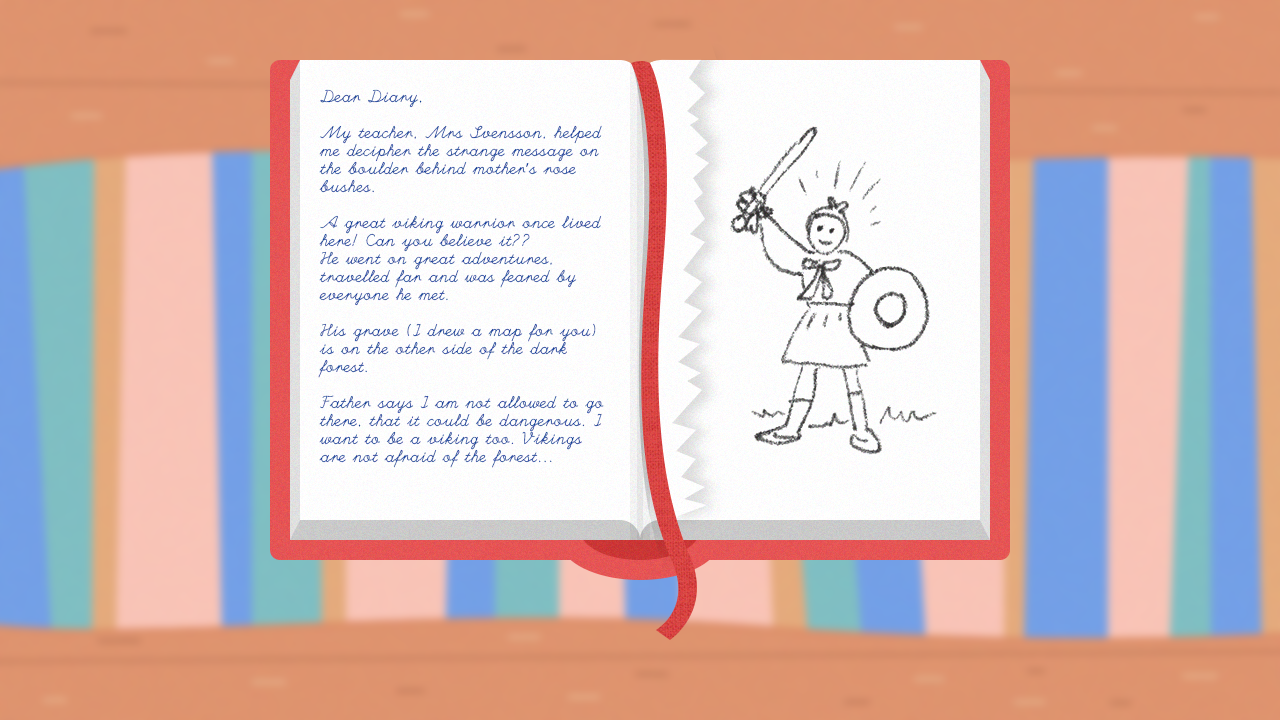 Dear Diary,
My teacher, Mrs Svensson, helped
me decipher the strange message on
the boulder behind mother's rose
bushes.
A great viking warrior once lived
here! Can you believe it??
He went on great adventures,
travelled far and was feared by
everyone he met.
His grave (I drew a map for you)
is on the other side of the dark
forest.
Father says I am not allowed to go
there, that it could be dangerous. I
want to be a viking too. Vikings
are not afraid of the forest...